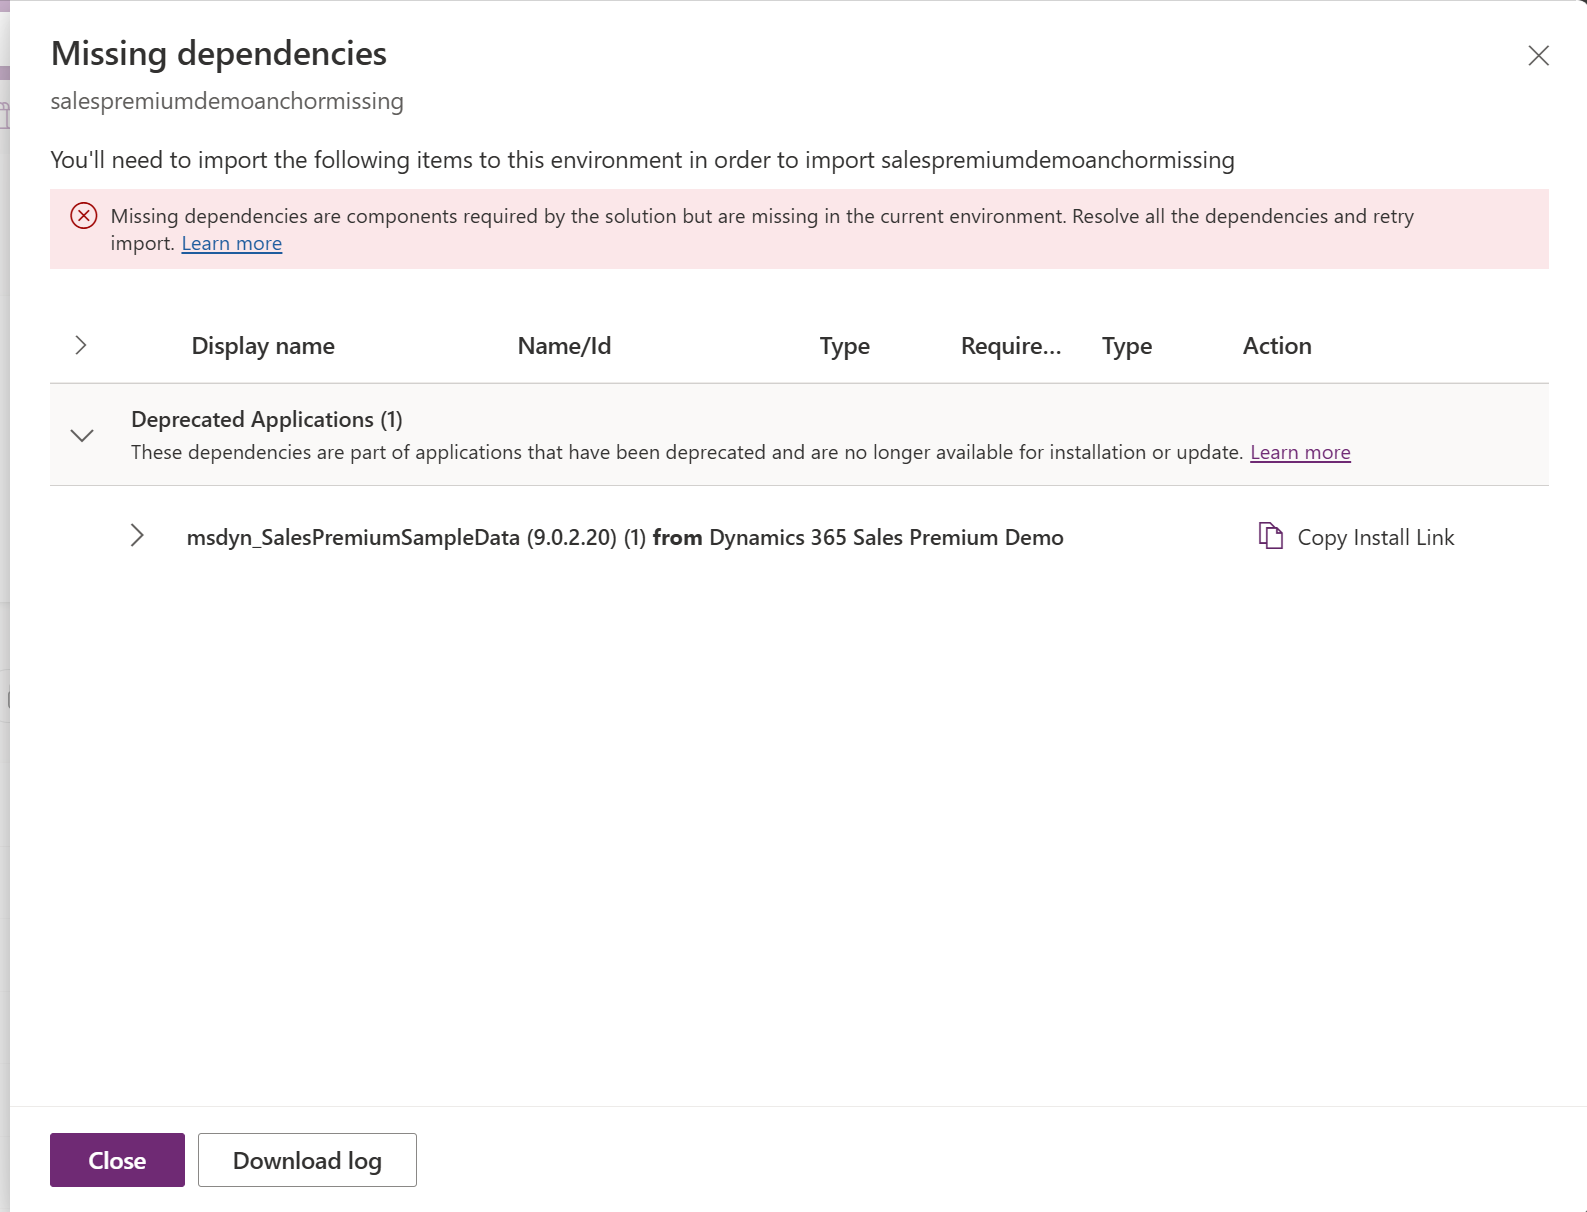 Missing dependencies
salespremiumdemoanchormissing
You'll need to import the following items to this environment in order to import salespremiumdemoanchormissing
Missing dependencies are components required by the solution but are missing in the current environment. Resolve all the dependencies and retry
import. Learn more
Display name Name/Id Type Require... Type Action
Deprecated Applications (1)
These dependencies are part of applications that have been deprecated and are no longer available for installation or update. Learn more
msdyn_SalesPremiumSampleData (9.0.2.20) (1) from Dynamics 365 Sales Premium Demo Copy Install Link
Close Download log